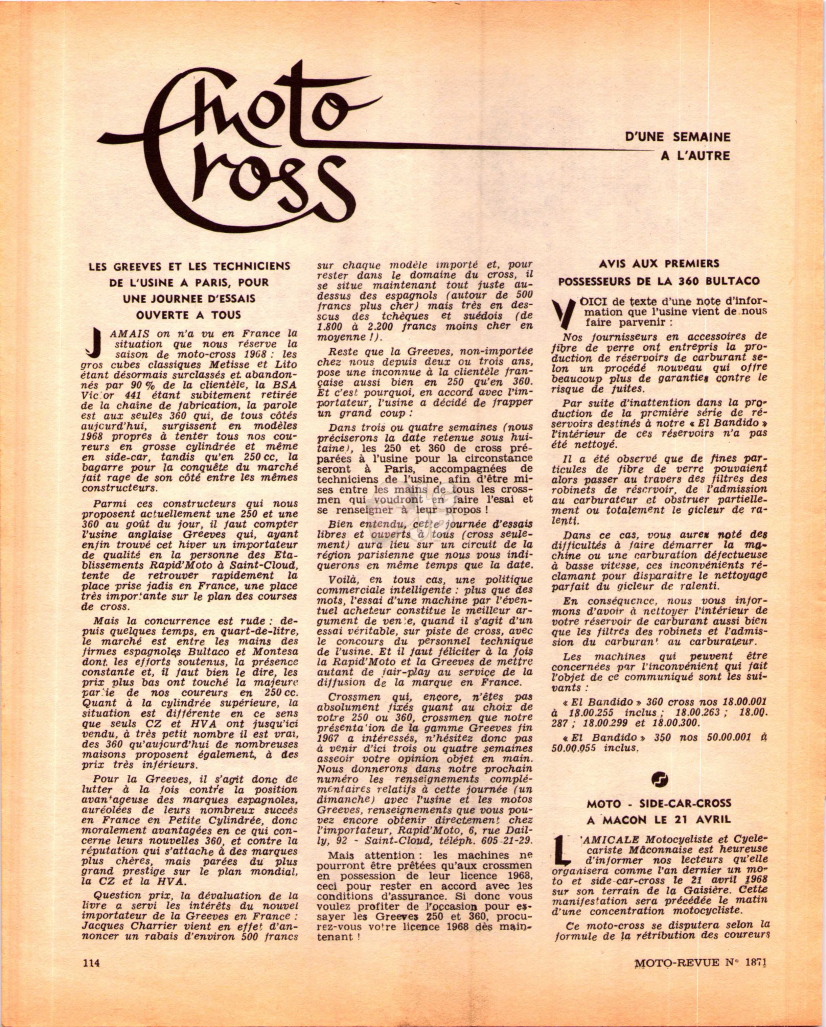 Moto
Cross
D'UNE SEMAINE
A L'AUTRE
LES GREEVES ET LES TECHNICIENS
DE L'USINE A PARIS, POUR
UNE JOURNEE D'ESSAIS
OUVERTE A TOUS
JAMAIS on n'a vu en France la
situation que nous réserve la
saison de moto-cross 1968 : les
gros cubes classiques Metisse et Lito
étant désormais surclassés et abandon-
nés par 90 % de la clientèle, la BSA
Victor 441 étant subitement retirée
de la chaîne de fabrication, la parole
est aux seules 360 qui, de tous côtés
aujourd'hui, surgissent en modèles
1968 propres à tenter tous nos cou-
reurs en grosse cylindrée et même
en side-car, tandis qu'en 250 cc, la
bagarre pour la conquête du marché
fait rage de son côté entre les mêmes
constructeurs.
Parmi ces constructeurs qui nous
proposent actuellement une 250 et une
360 au goût du jour, il faut compter
l'usine anglaise Greeves qui, ayant
enfin trouvé cet hiver un importateur
de qualité en la personne des Eta-
blissements Rapid'Moto à Saint-Cloud,
tente de retrouver rapidement la
place prise jadis en France, une place
très importante sur le plan des courses
de cross.
Mais la concurrence est rude : de-
puis quelques temps, en quart-de-litre,
le marché est entre les mains des
firmes espagnoles Bultaco et Montesa
dont les efforts soutenus, la présence
constante et, il faut bien le dire, les
prix plus bas ont touché la majeure
partie de nos coureurs en 250 cc.
Quant à la cylindrée supérieure, la
situation est différente en ce sens
que seuls CZ et HVA ont jusqu'ici
vendu, à très petit nombre il est vrai,
des 360 qu'aujourd'hui de nombreuses
maisons proposent également, à des
prix très inférieurs.
Pour la Greeves, il s'agit donc de
lutter à la fois contre la position
avantageuse des marques espagnoles,
auréolées de leurs nombreux succès
en France en Petite Cylindrée, donc
moralement avantagées en ce qui con-
cerne leurs nouvelles 360, et contre la
réputation qui s'attache à des marques
plus chères, mais parées du plus
grand prestige sur le plan mondial,
la CZ et la HVA.
Question prix, la dévaluation de la
livre a servi les intérêts du nouvel
importateur de la Greeves en France :
Jacques Charrier vient en effet d'an-
noncer un rabais d'environ 500 francs
sur chaque modèle importé et, pour
rester dans le domaine du cross, il
se situe maintenant tout juste au-
dessus des espagnols (autour de 500
francs plus cher) mais très en des-
sous des tchèques et suédois (de
1.800 à 2.200 francs moins cher en
moyenne !).
Reste que la Greeves, non-importée
chez nous depuis deux ou trois ans,
pose une inconnue à la clientèle fran-
çaise aussi bien en 250 qu'en 360.
Et c'est pourquoi, en accord avec l'im-
portateur, l'usine a décidé de frapper
un grand coup :
Dans trois ou quatre semaines (nous
préciserons la date retenue sous hui-
taine), les 250 et 360 de cross pré-
parées à l'usine pour la circonstance
seront à Paris, accompagnées de
techniciens de l'usine, afin d'être mi-
ses entre les mains de tous les cross-
men qui voudront en faire l'essai et
se renseigner à leur propos !
Bien entendu, cette journée d'essais
libres et ouverts à tous (cross seule-
ment) aura lieu sur un circuit de la
région parisienne que nous vous indi-
querons en même temps que la date.
Voilà, en tous cas, une politique
commerciale intelligente : plus que des
mots, l'essai d'une machine par l'éven-
tuel acheteur constitue le meilleur ar-
gument de vente, quand il s'agit d'un
essai véritable, sur piste de cross, avec
le concours du personnel technique
de l'usine. Et il faut féliciter à la fois
la Rapid'Moto et la Greeves de mettre
autant de fair-play au service de la
diffusion de la marque en France.
Crossmen qui, encore, n'êtes pas
absolument fixés quant au choix de
votre 250 ou 360, crossmen que notre
présentation de la gamme Greeves fin
1967 a intéressés, n'hésitez donc pas
à venir d'ici trois ou quatre semaines
asseoir votre opinion objet en main.
Nous donnerons dans notre prochain
numéro les renseignements complé-
mentaires relatifs à cette journée (un
dimanche) avec l'usine et les motos
Greeves, renseignements que vous pou-
vez encore obtenir directement chez
l'importateur, Rapid'Moto, 6, rue Dail-
ly, 92 - Saint-Cloud, téléph. 605-21-29.
Mais attention : les machines ne
pourront être prêtées qu'aux crossmen
en possession de leur licence 1968,
ceci pour rester en accord avec les
conditions d'assurance. Si donc vous
voulez profiter de l'occasion pour es-
sayer les Greeves 250 et 360, procu-
rez-vous votre licence 1968 dès main-
tenant !
AVIS AUX PREMIERS
POSSESSEURS DE LA 360 BULTACO
VOICI de texte d'une note d'infor-
mation que l'usine vient de nous
faire parvenir :
Nos fournisseurs en accessoires de
fibre de verre ont entrepris la pro-
duction de réservoirs de carburant se-
lon un procédé nouveau qui offre
beaucoup plus de garanties contre le
risque de fuites.
Par suite d'inattention dans la pro-
duction de la première série de ré-
servoirs destinés à notre « El Bandido »
l'intérieur de ces réservoirs n'a pas
été nettoyé.
Il a été observé que de fines par-
ticules de fibre de verre pouvaient
alors passer au travers des filtres des
robinets de réservoir, de l'admission
au carburateur et obstruer partielle-
ment ou totalement le gicleur de ra-
lenti.
Dans ce cas, vous aurez noté des
difficultés à faire démarrer la ma-
chine ou une carburation défectueuse
à basse vitesse, ces inconvénients ré-
clamant pour disparaître le nettoyage
parfait du gicleur de ralenti.
En conséquence, nous vous infor-
mons d'avoir à nettoyer l'intérieur de
votre réservoir de carburant aussi bien
que les filtres des robinets et l'admis-
sion du carburant au carburateur.
Les machines qui peuvent être
concernées par l'inconvénient qui fait
l'objet de ce communiqué sont les sui-
vants :
« El Bandido » 360 cross nos 18.00.001
à 18.00.255 inclus ; 18.00.263 ; 18.00.
287 ; 18.00.299 et 18.00.300.
« El Bandido » 350 nos 50.00.001 à
50.00.055 inclus.
MOTO - SIDE-CAR-CROSS
A MACON LE 21 AVRIL
L'AMICALE Motocycliste et Cycle-
cariste Mâconnaise est heureuse
d'informer nos lecteurs qu'elle
organisera comme l'an dernier un mo-
to et side-car-cross le 21 avril 1968
sur son terrain de la Gaisière. Cette
manifestation sera précédée le matin
d'une concentration motocycliste.
Ce moto-cross se disputera selon la
formule de la rétribution des coureurs
114
MOTO-REVUE N° 1871